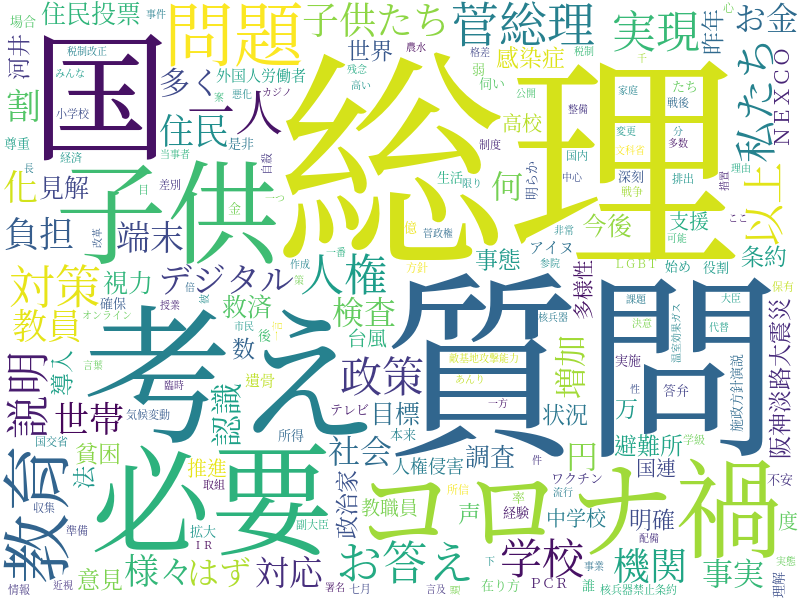 住民投票
事件
場合
税制改正
みんな
河井
小学校
割
尊重
長
経済
国
問題
多く
一人
外国人労働者
悪化
案
カジノ
住民
是非
当事者
子供たち
世界
農水
残念
高い
弱
格差
菅総理
税制
感染症
伺い
公開
高校
制度
実現
千
家庭
整備
昨年
心
たち
戦後
変更
分
文科省
多数
お金
私たち
NEXCO
以上
理由
措置
総理
子供
自殺
生活
限り
明らか
何
中心
国内
深刻
戦争
排出
ここ
化
見解
目
差別
金
一つ
負担
端末
改革
人権
億
菅政権
非常
今後
支援
可能
条約
対策
視力
デジタル
一番
方針
事態
アイヌ
参院
LGBT
始め
役割
保有
確保
倍
作成
策
救済
検査
教員
オンライン
授業
彼
市民
後
数
台風
多様性
核兵器
課題
大臣
決意
代替
温室効果ガス
考え
質問
阪神淡路大震災
説明
導入
言葉
世帯
認識
臨時
遺骨
テレビ
政策
敵基地攻撃能力
あんり
増加
実施
性
答弁
施政方針演説
気候変動
所得
本来
目標
一方
状況
万
避難所
学級
国交省
貧困
法
教育
収集
準備
必要
推進
取組
社会
人権侵害
調査
件
円
国連
不安
コロナ禍
拡大
IR
副大臣
政治家
教職員
所信
声
率
経験
ワクチン
流行
中学校
明確
配備
度
実態
情報
近視
意見
様々
はず
対応
署名
七月
お答え
言及
下
学校
在り方
PCR
事業
誰
機関
核兵器禁止条約
事実
理解